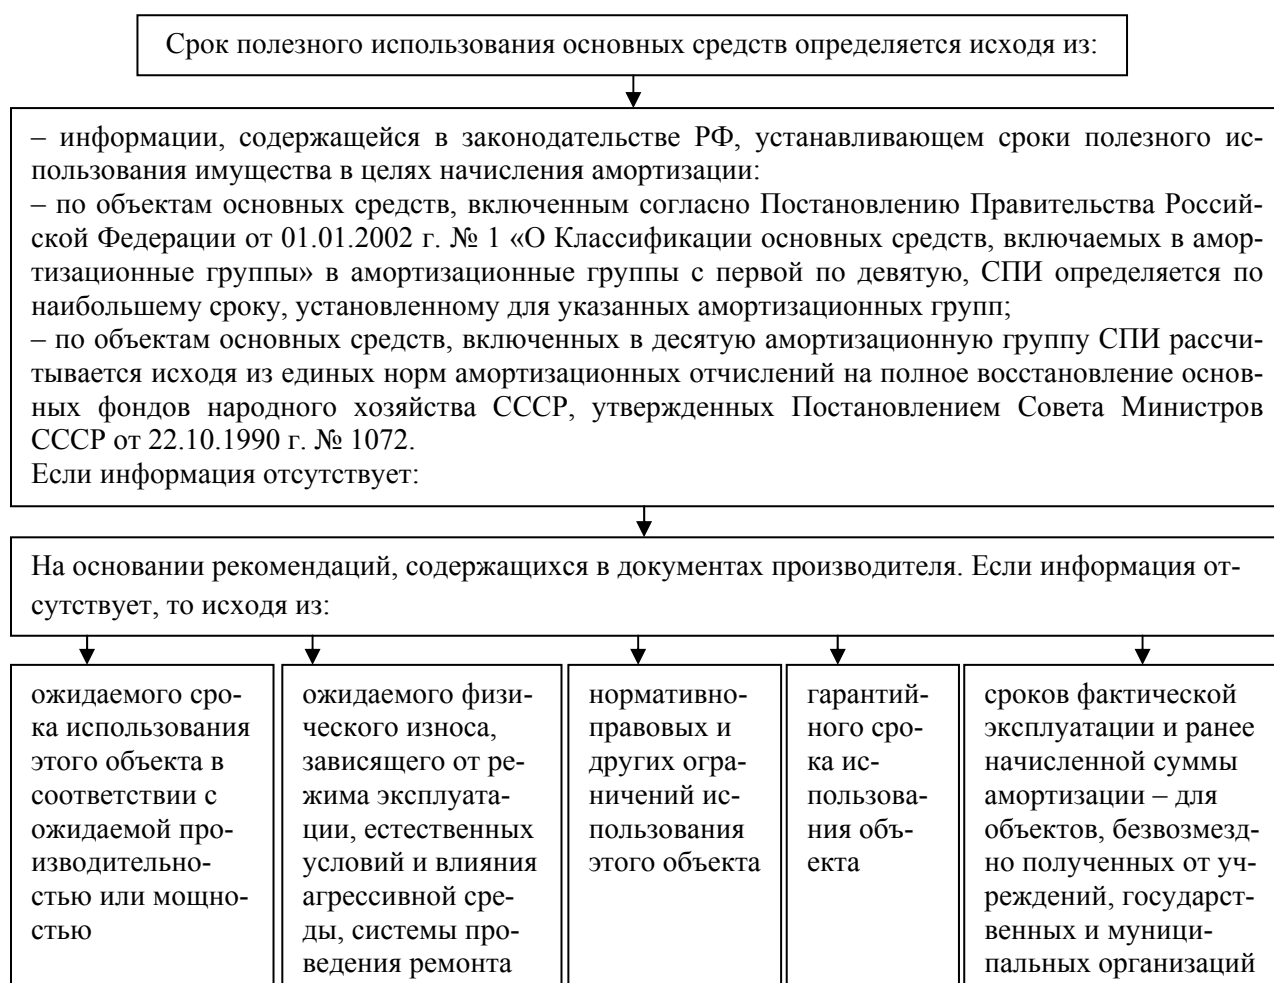 Срок полезного использования основных средств определяется исходя из:
– информации, содержащейся в законодательстве РФ, устанавливающем сроки полезного ис-
пользования имущества в целях начисления амортизации:
– по объектам основных средств, включенным согласно Постановлению Правительства Россий-
ской Федерации от 01.01.2002 г. № 1 «О Классификации основных средств, включаемых в амор-
тизационные группы» в амортизационные группы с первой по девятую, СПИ определяется по
наибольшему сроку, установленному для указанных амортизационных групп;
– по объектам основных средств, включенных в десятую амортизационную группу СПИ рассчи-
тывается исходя из единых норм амортизационных отчислений на полное восстановление основ-
ных фондов народного хозяйства СССР, утвержденных Постановлением Совета Министров
СССР от 22.10.1990 г. № 1072.
Если информация отсутствует:
На основании рекомендаций, содержащихся в документах производителя. Если информация от-
сутствует, то исходя из:
ожидаемого сро-
ка использования
этого объекта в
соответствии с
ожидаемой про-
изводительно-
стью или мощно-
стью
ожидаемого физи-
ческого износа,
зависящего от ре-
жима эксплуата-
ции, естественных
условий и влияния
агрессивной сре-
ды, системы про-
ведения ремонта
нормативно-
правовых и
других огра-
ничений ис-
пользования
этого объекта
гарантий-
ного сро-
ка ис-
пользова-
ния объ-
екта
сроков фактической
эксплуатации и ранее
начисленной суммы
амортизации – для
объектов, безвозмезд-
но полученных от уч-
реждений, государст-
венных и муници-
пальных организаций